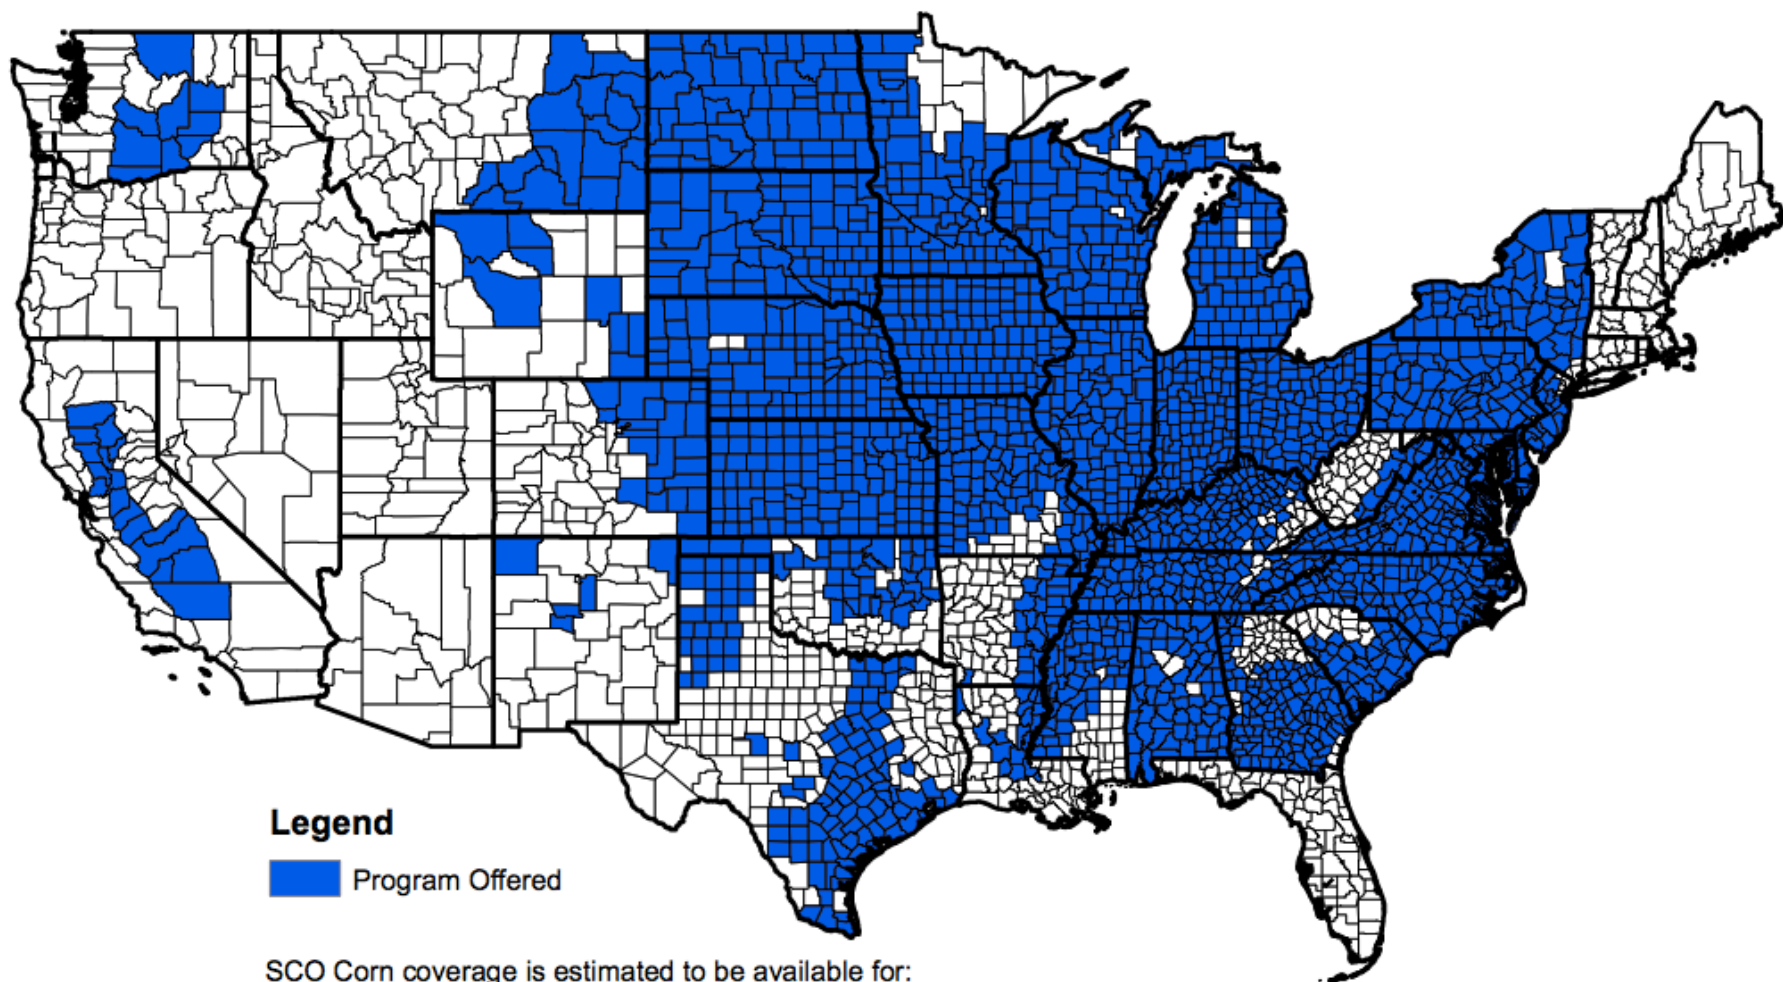 Legend
Program Offered
SCO Corn coverage is estimated to be available for: